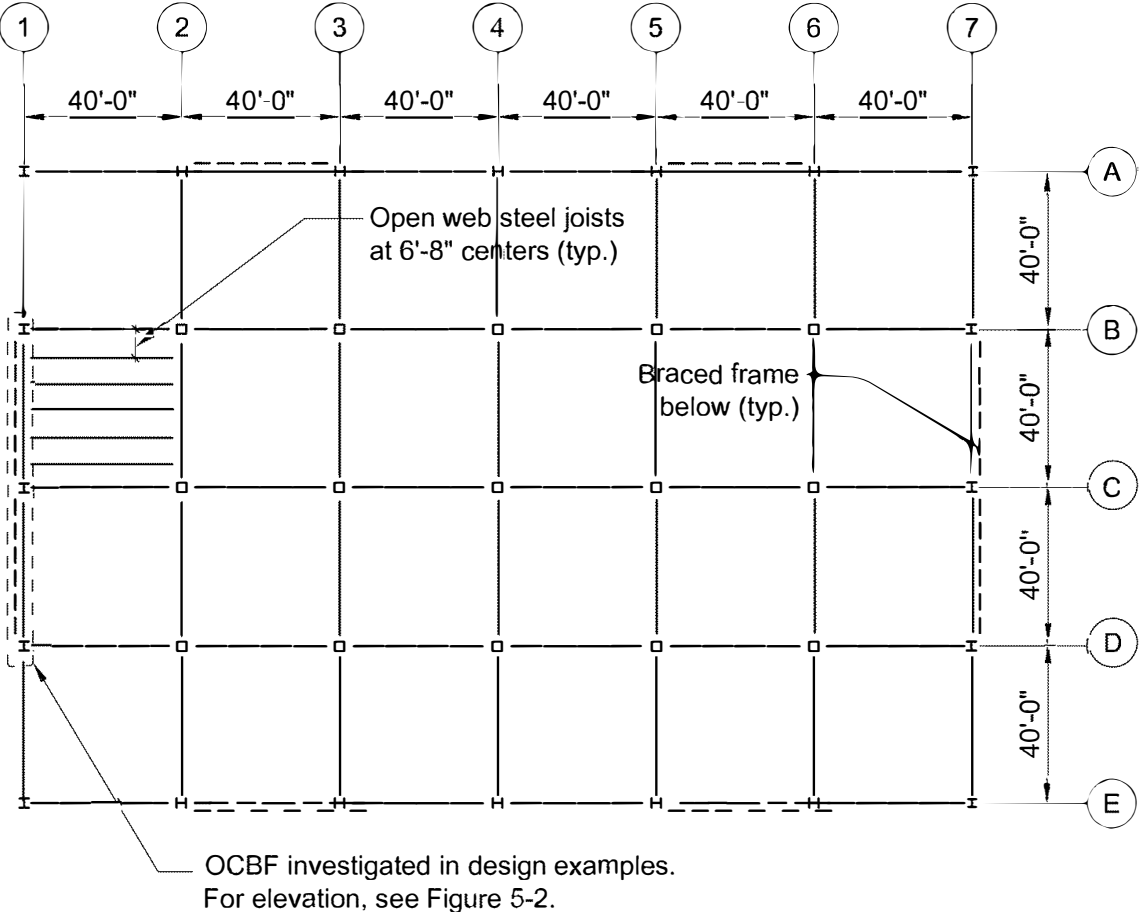 1 2 3 4 5 6 7
40'-0" 40'-0" 40'-0" 40'-0" 40'-0" 40'-0"
A
Open web steel joists
at 6'-8" centers (typ.)
40'-0"
B
Braced frame
below (typ.)
40'-0"
C
40'-0"
D
40'-0"
E
OCBF investigated in design examples.
For elevation, see Figure 5-2.